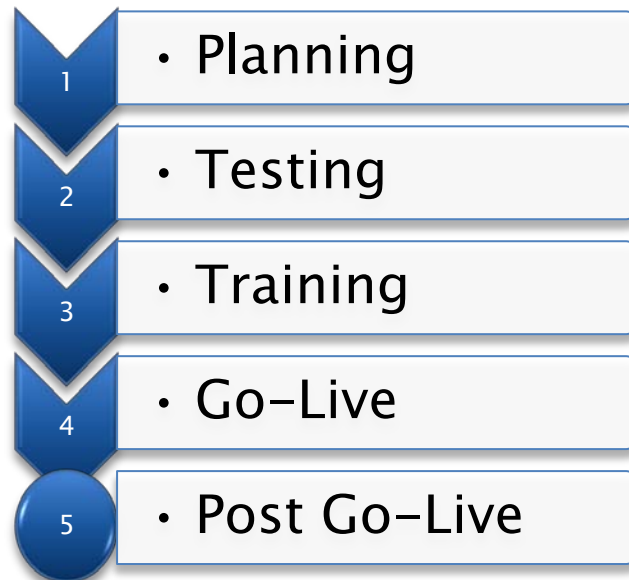 1 • Planning
2 • Testing
3 • Training
4 • Go-Live
5 • Post Go-Live